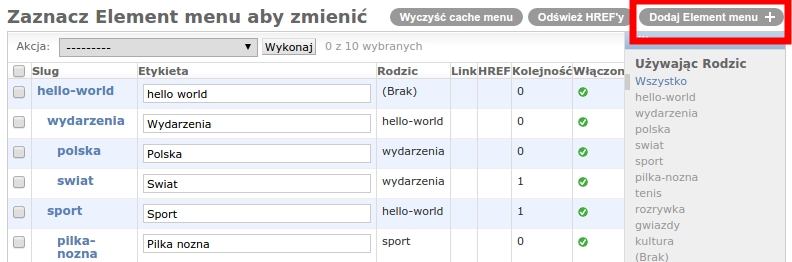 Zaznacz Element menu aby zmienić
Wyczyść cache menu
Odśwież HREF'y
Dodaj Element menu +
Akcja: --------- Wykonaj 0 z 10 wybranych
Slug Etykieta Rodzic Link HREF Kolejność Włączon
hello-world hello world (Brak) 0
wydarzenia Wydarzenia hello-world 0
polska Polska wydarzenia 0
swiat Swiat wydarzenia 1
sport Sport hello-world 1
pilka-nozna Pilka nozna sport 0
Używając Rodzic
Wszystko
hello-world
wydarzenia
polska
swiat
sport
pilka-nozna
tenis
rozrywka
gwiazdy
kultura
(Brak)